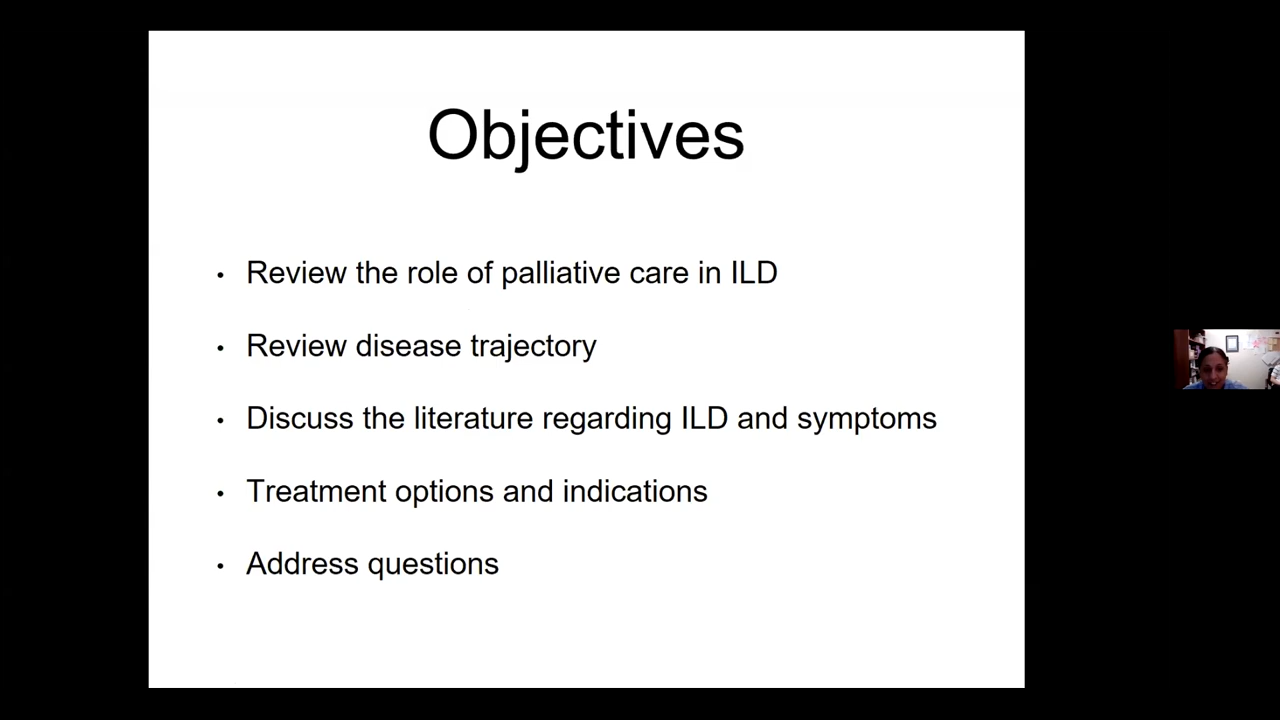 Objectives
• Review the role of palliative care in ILD
• Review disease trajectory
• Discuss the literature regarding ILD and symptoms
• Treatment options and indications
• Address questions